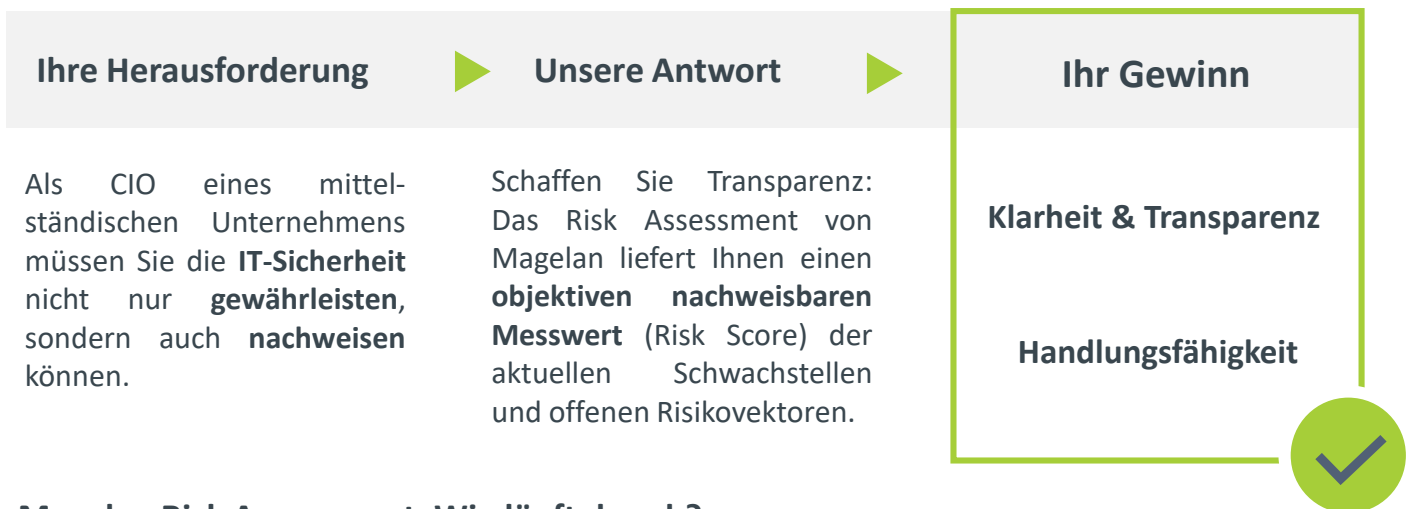 Ihre Herausforderung
Unsere Antwort
Ihr Gewinn
Als CIO eines mittel-
ständischen Unternehmens
müssen Sie die IT-Sicherheit
nicht nur gewährleisten,
sondern auch nachweisen
können.
Schaffen Sie Transparenz:
Das Risk Assessment von
Magelan liefert Ihnen einen
objektiven nachweisbaren
Messwert (Risk Score) der
aktuellen Schwachstellen
und offenen Risikovektoren.
Klarheit & Transparenz
Handlungsfähigkeit